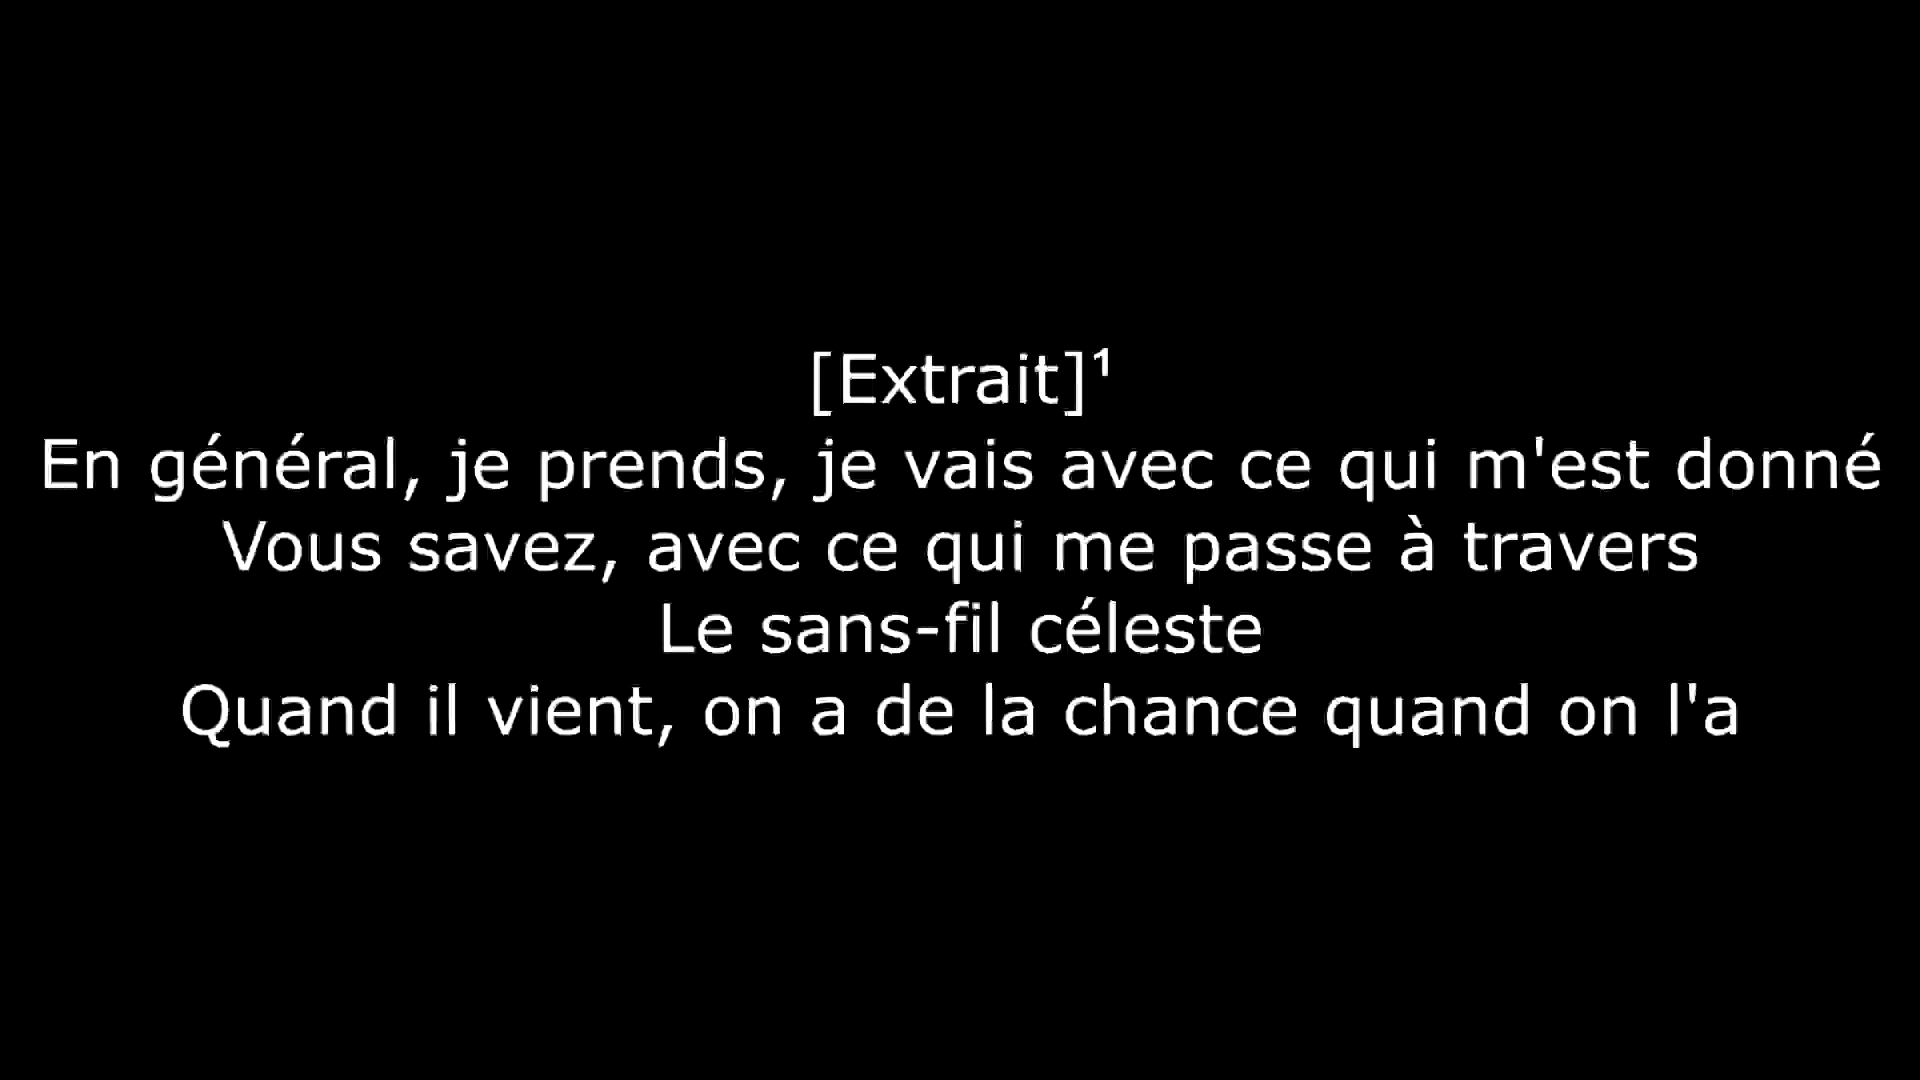 [Extrait]¹
En général, je prends, je vais avec ce qui m'est donné
Vous savez, avec ce qui me passe à travers
Le sans-fil céleste
Quand il vient, on a de la chance quand on l'a